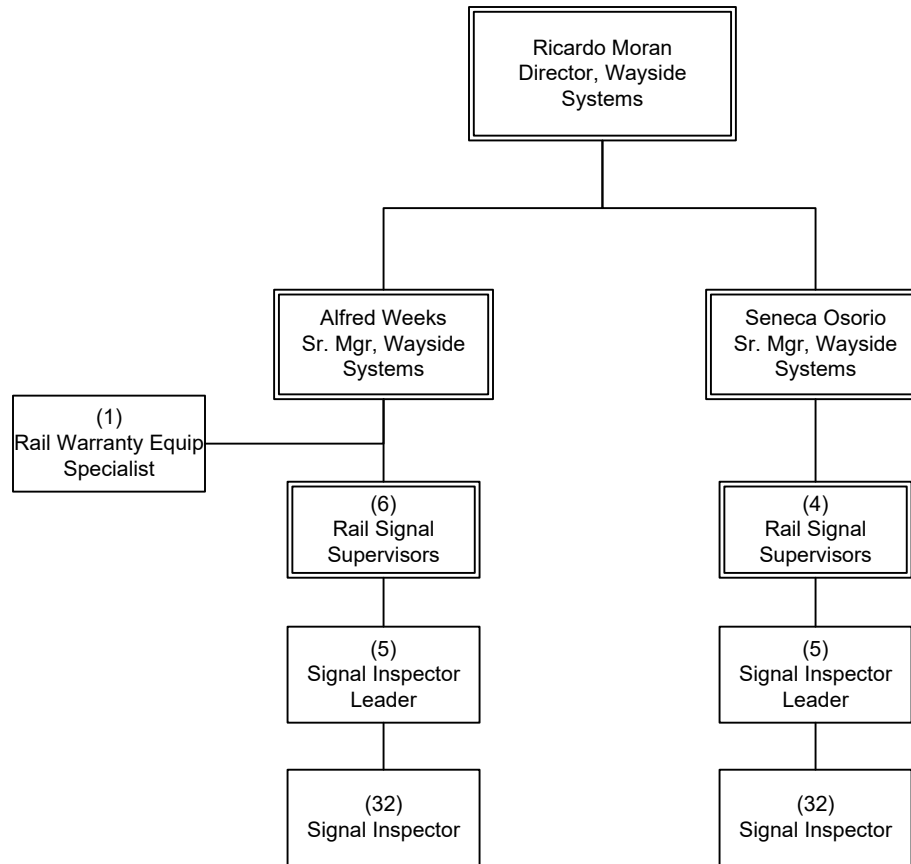 Ricardo Moran
Director, Wayside
Systems
Alfred Weeks
Sr. Mgr, Wayside
Systems
Seneca Osorio
Sr. Mgr, Wayside
Systems
(1)
Rail Warranty Equip
Specialist
(6)
Rail Signal
Supervisors
(4)
Rail Signal
Supervisors
(5)
Signal Inspector
Leader
(5)
Signal Inspector
Leader
(32)
Signal Inspector
(32)
Signal Inspector